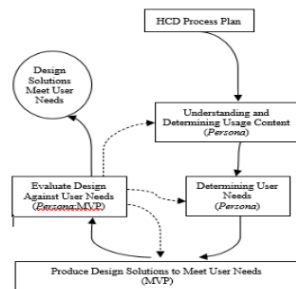 HCD Process Plan
Design
Solutions
Meet User
Needs
Understanding and
Determining Usage Content
(Persona)
Evaluate Design
Against User Needs
(Persona:MVP)
Determining User
Needs
(Persona)
Produce Design Solutions to Meet User Needs
(MVP)